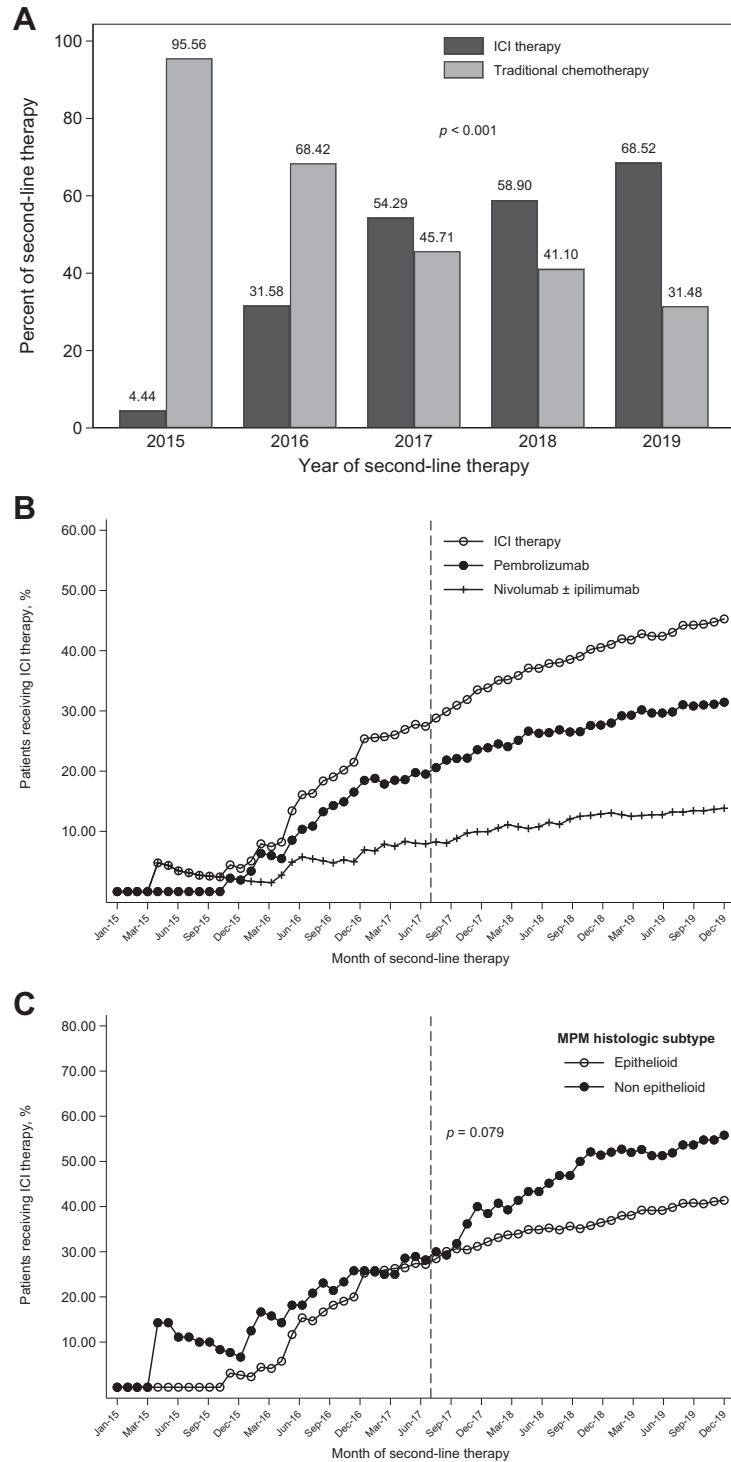 A
100
80
60
40
20
0
Percent of second-line therapy
ICI therapy
Traditional chemotherapy
p < 0.001
4.44
95.56
31.58
68.42
54.29
45.71
58.90
41.10
68.52
31.48
2015 2016 2017 2018 2019
Year of second-line therapy
B
60.00
50.00
40.00
30.00
20.00
10.00
Patients receiving ICI therapy, %
ICI therapy
Pembrolizumab
Nivolumab ± ipilimumab
Jan-15 Mar-15 Jun-15 Sep-15 Dec-15 Mar-16 Jun-16 Sep-16 Dec-16 Mar-17 Jun-17 Sep-17 Dec-17 Mar-18 Jun-18 Sep-18 Dec-18 Mar-19 Jun-19 Sep-19 Dec-19
Month of second-line therapy
C
80.00
70.00
60.00
50.00
40.00
30.00
20.00
10.00
Patients receiving ICI therapy, %
MPM histologic subtype
Epithelioid
Non epithelioid
p = 0.079
Jan-15 Mar-15 Jun-15 Sep-15 Dec-15 Mar-16 Jun-16 Sep-16 Dec-16 Mar-17 Jun-17 Sep-17 Dec-17 Mar-18 Jun-18 Sep-18 Dec-18 Mar-19 Jun-19 Sep-19 Dec-19
Month of second-line therapy